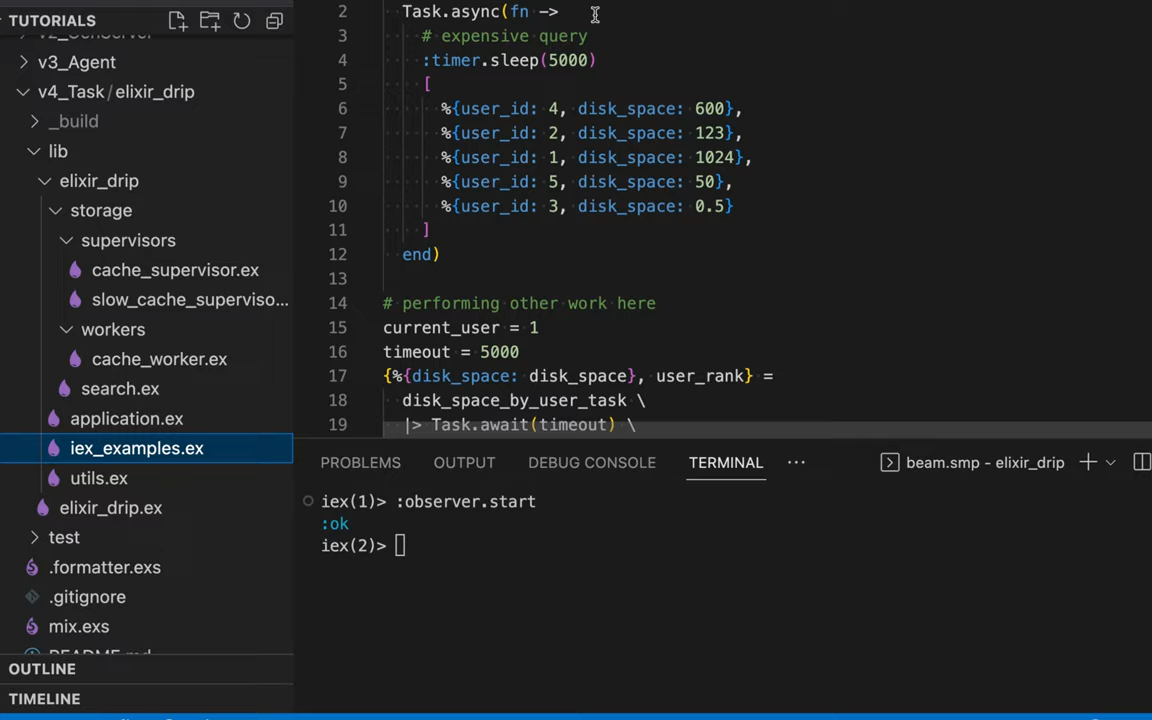 TUTORIALS
v3_Agent
v4_Task/elixir_drip
_build
lib
elixir_drip
storage
supervisors
cache_supervisor.ex
slow_cache_superviso...
workers
cache_worker.ex
search.ex
application.ex
iex_examples.ex
utils.ex
elixir_drip.ex
test
.formatter.exs
.gitignore
mix.exs
README.md
OUTLINE
TIMELINE
2 Task.async(fn ->
3 # expensive query
4 :timer.sleep(5000)
5 [
6 %{user_id: 4, disk_space: 600},
7 %{user_id: 2, disk_space: 123},
8 %{user_id: 1, disk_space: 1024},
9 %{user_id: 5, disk_space: 50},
10 %{user_id: 3, disk_space: 0.5}
11 ]
12 end)
13
14 # performing other work here
15 current_user = 1
16 timeout = 5000
17 {%{disk_space: disk_space}, user_rank} =
18 disk_space_by_user_task \
19 |> Task.await(timeout) \
PROBLEMS OUTPUT DEBUG CONSOLE TERMINAL ... beam.smp - elixir_drip
iex(1)> :observer.start
:ok
iex(2)>